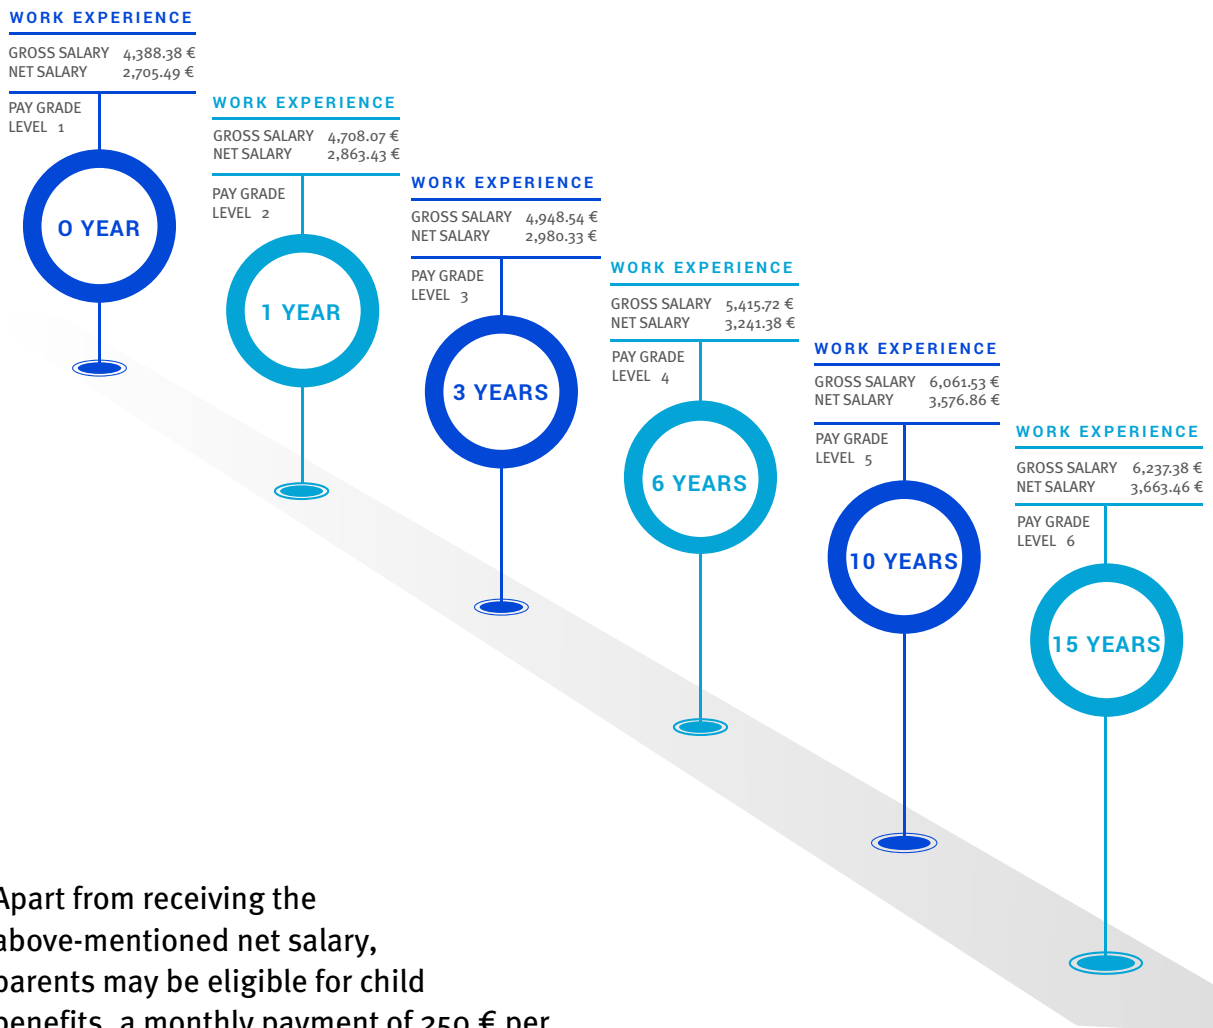 WORK EXPERIENCE
GROSS SALARY 4,388.38 €
NET SALARY 2,705.49 €
PAY GRADE
LEVEL 1
0 YEAR
WORK EXPERIENCE
GROSS SALARY 4,708.07 €
NET SALARY 2,863.43 €
PAY GRADE
LEVEL 2
1 YEAR
WORK EXPERIENCE
GROSS SALARY 4,948.54 €
NET SALARY 2,980.33 €
PAY GRADE
LEVEL 3
3 YEARS
WORK EXPERIENCE
GROSS SALARY 5,415.72 €
NET SALARY 3,241.38 €
PAY GRADE
LEVEL 4
6 YEARS
WORK EXPERIENCE
GROSS SALARY 6,061.53 €
NET SALARY 3,576.86 €
PAY GRADE
LEVEL 5
10 YEARS
WORK EXPERIENCE
GROSS SALARY 6,237.38 €
NET SALARY 3,663.46 €
PAY GRADE
LEVEL 6
15 YEARS
Apart from receiving the
above-mentioned net salary,
parents may be eligible for child
benefits, a monthly payment of 250 € per